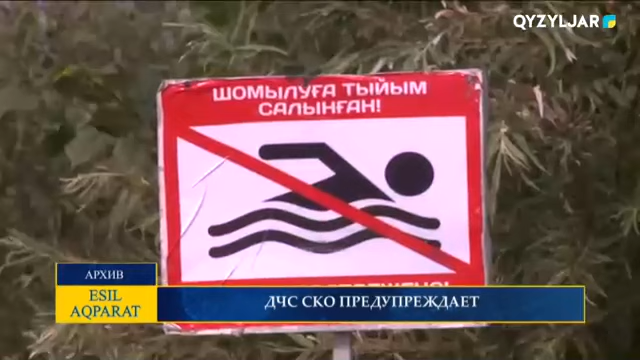 QYZYLJAR
ШОМЫЛУҒА ТЫЙЫМ
САЛЫНҒАН!
АРХИВ
ESIL
AQPARAT
ДЧС СКО ПРЕДУПРЕЖДАЕТ